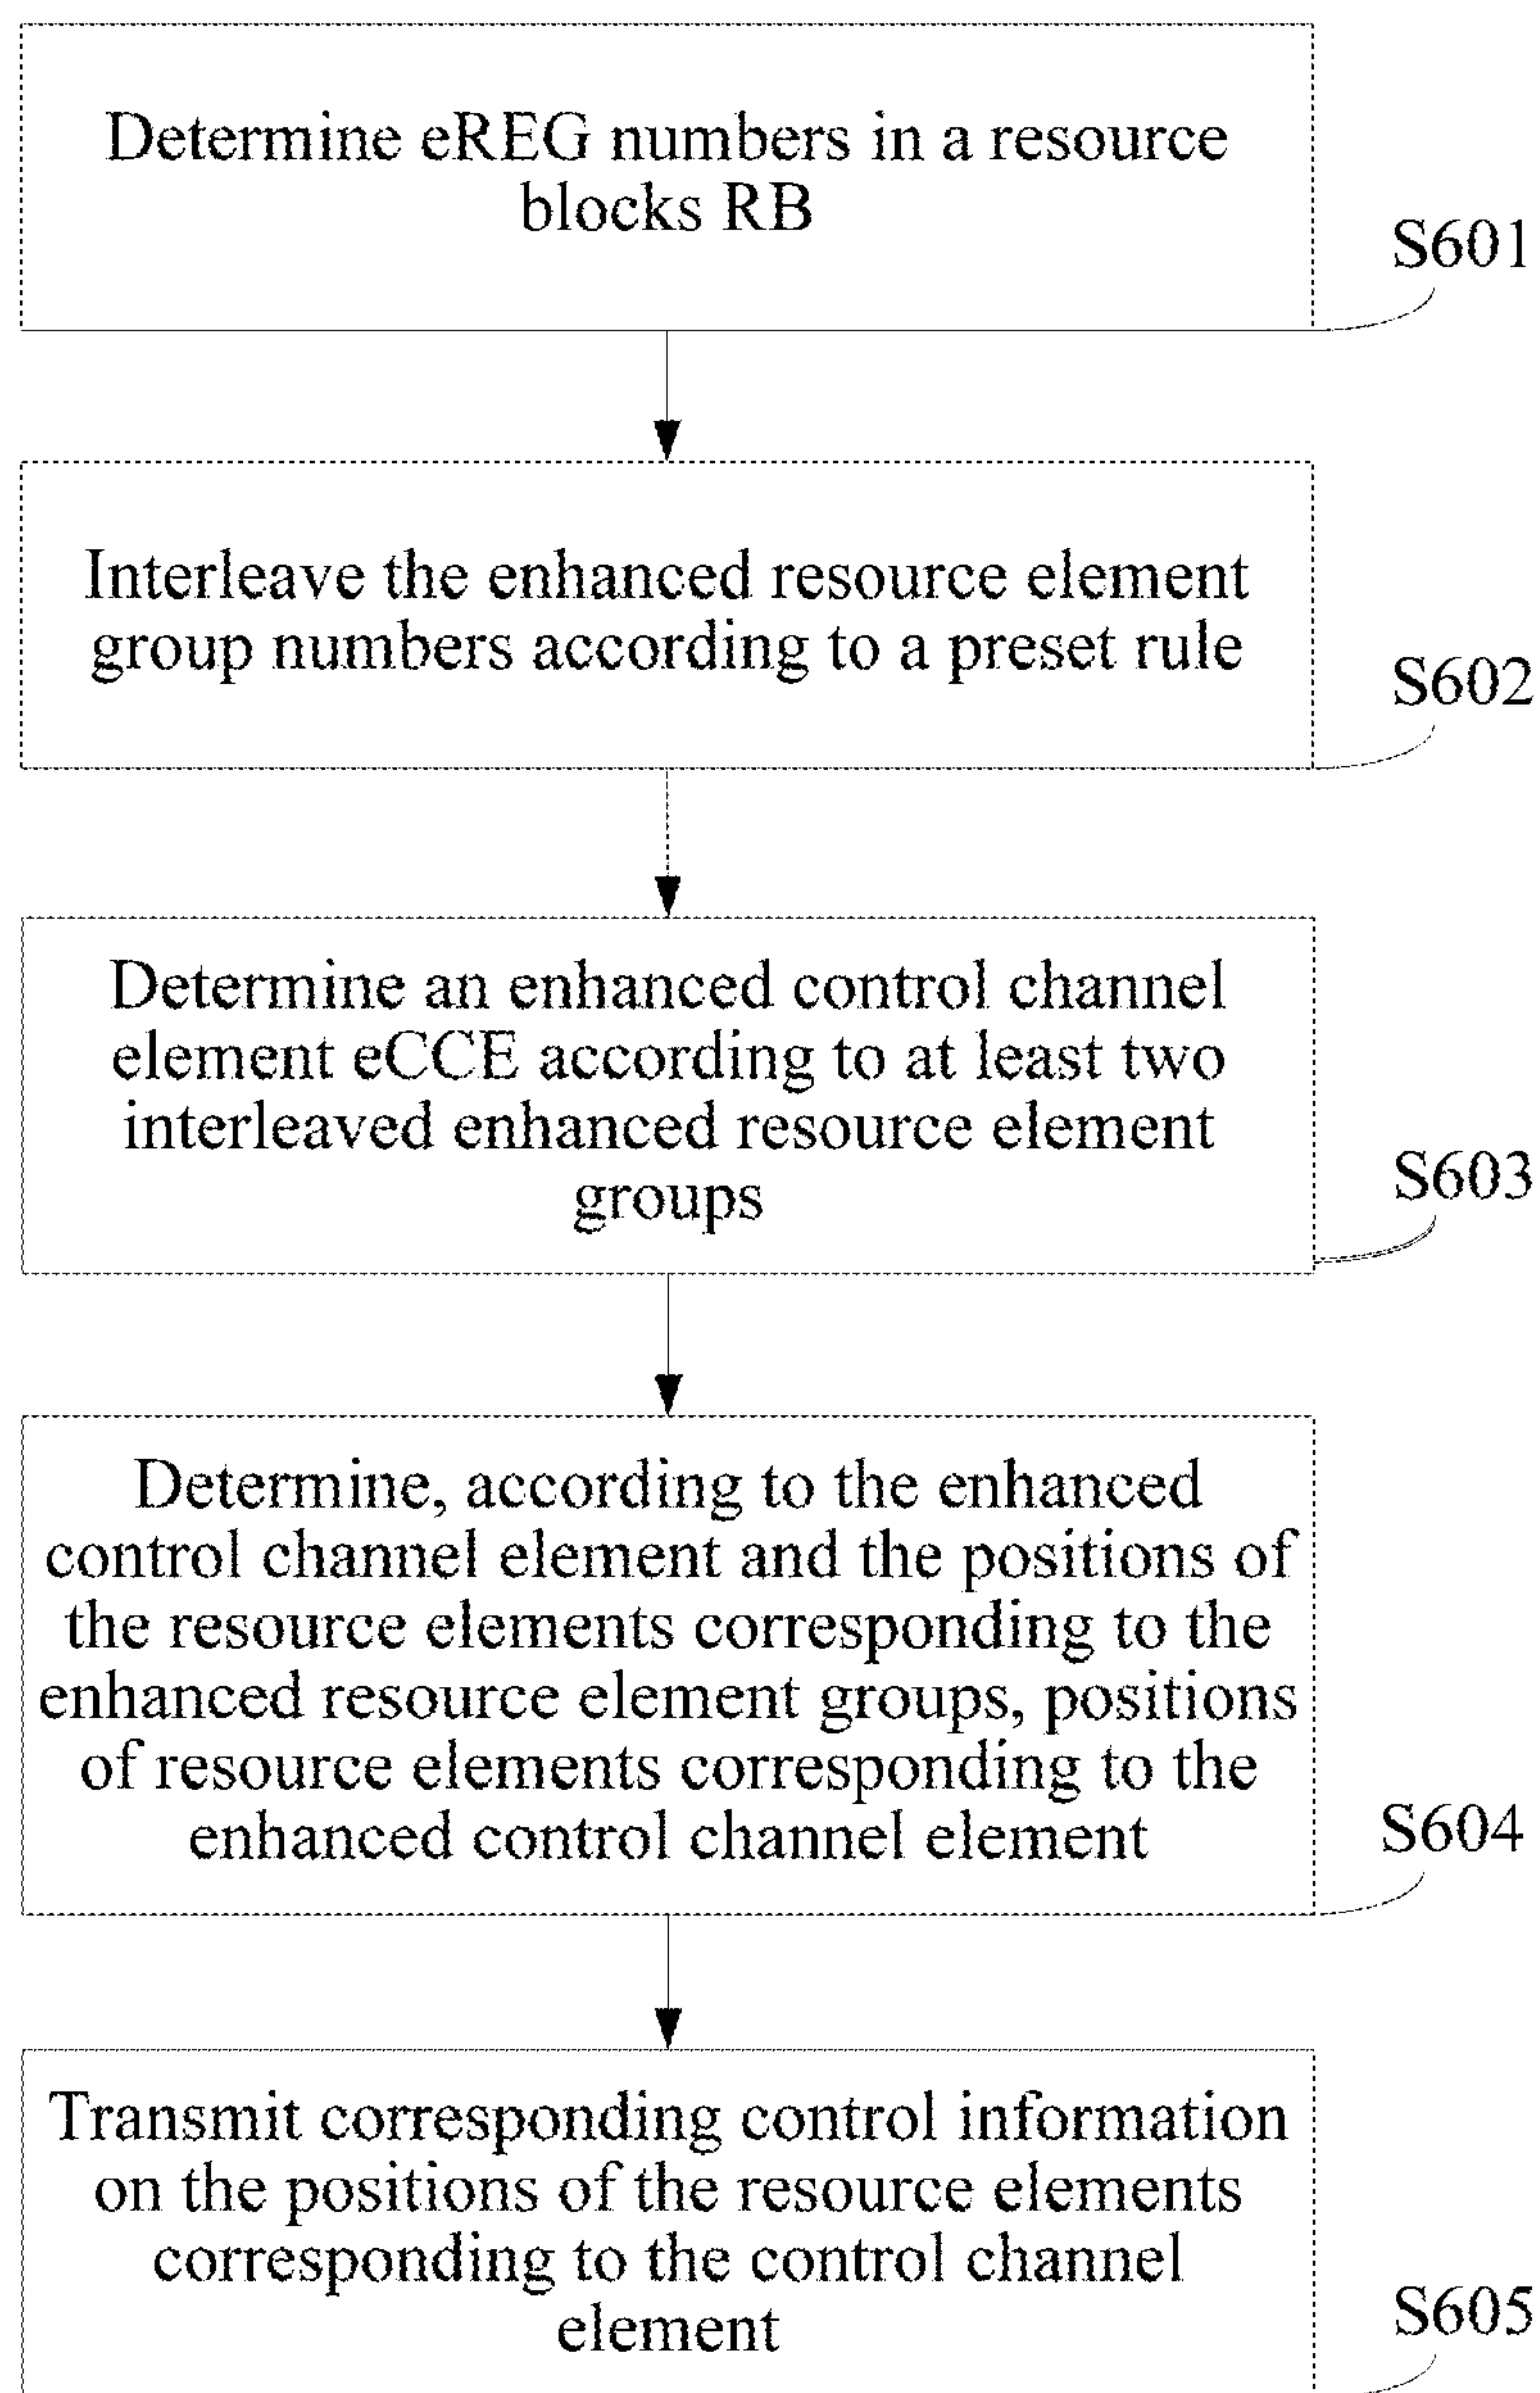 Determine eREG numbers in a resource
blocks RB
S601
Interleave the enhanced resource element
group numbers according to a preset rule
S602
Determine an enhanced control channel
element eCCE according to at least two
interleaved enhanced resource element
groups
S603
Determine, according to the enhanced
control channel element and the positions of
the resource elements corresponding to the
enhanced resource element groups, positions
of resource elements corresponding to the
enhanced control channel element
S604
Transmit corresponding control information
on the positions of the resource elements
corresponding to the control channel
element
S605